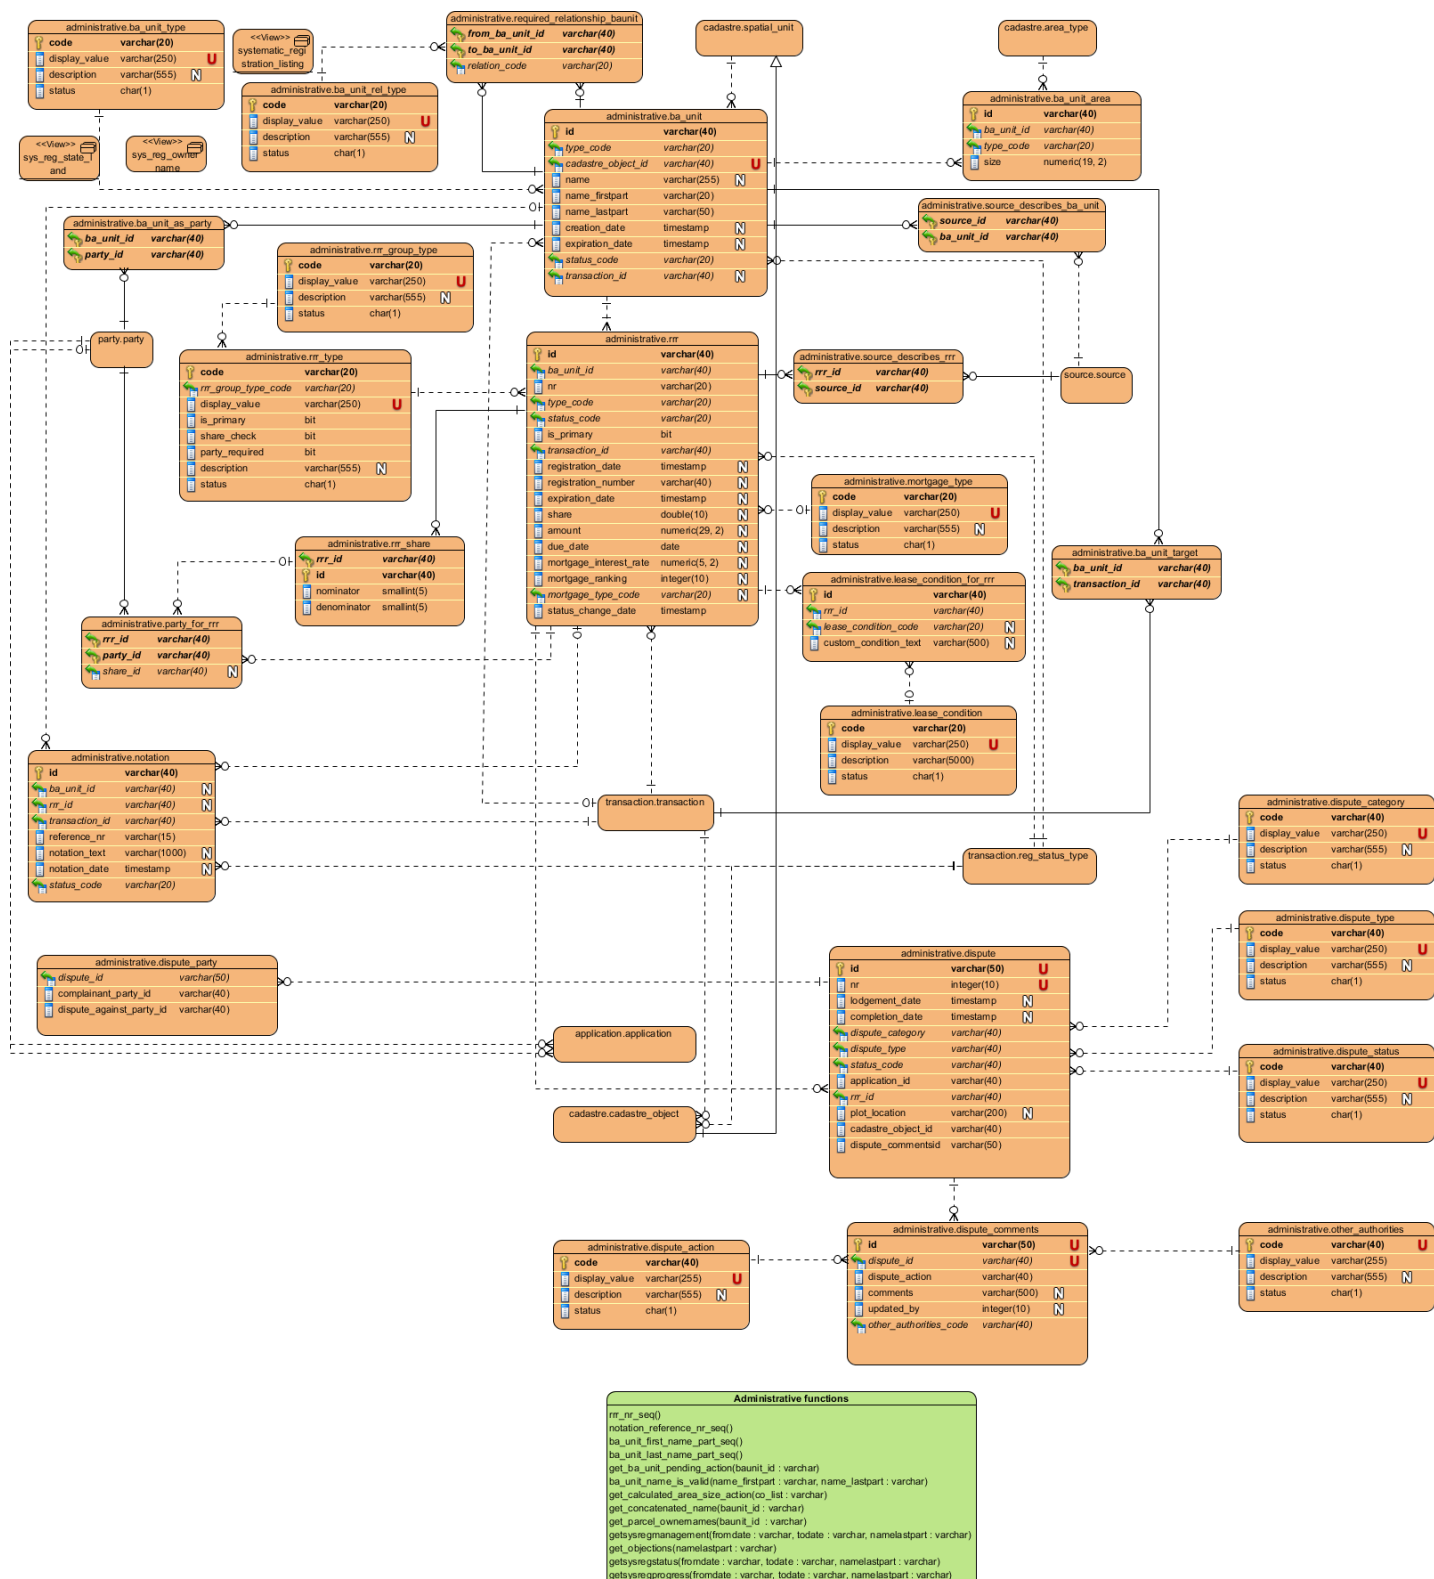 administrative.ba_unit_type
code varchar(20)
display_value varchar(250) U
description varchar(555) N
status char(1)
<<View>>
systematic_regi
stration_listing
administrative.required_relationship_baunit
from_ba_unit_id varchar(40)
to_ba_unit_id varchar(40)
relation_code varchar(20)
cadastre.spatial_unit
cadastre.area_type
administrative.ba_unit_rel_type
code varchar(20)
display_value varchar(250) U
description varchar(555) N
status char(1)
<<View>>
sys_reg_state_l
and
<<View>>
sys_reg_owner
name
administrative.ba_unit
id varchar(40)
type_code varchar(20)
cadastre_object_id varchar(40) U
name varchar(255) N
name_firstpart varchar(20)
name_lastpart varchar(50)
creation_date timestamp N
expiration_date timestamp N
status_code varchar(20)
transaction_id varchar(40) N
administrative.ba_unit_area
id varchar(40)
ba_unit_id varchar(40)
type_code varchar(20)
size numeric(19, 2)
administrative.source_describes_ba_unit
source_id varchar(40)
ba_unit_id varchar(40)
administrative.ba_unit_as_party
ba_unit_id varchar(40)
party_id varchar(40)
administrative.rrr_group_type
code varchar(20)
display_value varchar(250) U
description varchar(555) N
status char(1)
party.party
administrative.rrr_type
code varchar(20)
rrr_group_type_code varchar(20)
display_value varchar(250) U
is_primary bit
share_check bit
party_required bit
description varchar(555) N
status char(1)
administrative.rrr
id varchar(40)
ba_unit_id varchar(40)
nr varchar(20)
type_code varchar(20)
status_code varchar(20)
is_primary bit
transaction_id varchar(40)
registration_date timestamp N
registration_number varchar(40) N
expiration_date timestamp N
share double(10) N
amount numeric(29, 2) N
due_date date N
mortgage_interest_rate numeric(5, 2) N
mortgage_ranking integer(10) N
mortgage_type_code varchar(20) N
status_change_date timestamp
administrative.source_describes_rrr
rrr_id varchar(40)
source_id varchar(40)
source.source
administrative.mortgage_type
code varchar(20)
display_value varchar(250) U
description varchar(555) N
status char(1)
administrative.rrr_share
rrr_id varchar(40)
id varchar(40)
nominator smallint(5)
denominator smallint(5)
administrative.ba_unit_target
ba_unit_id varchar(40)
transaction_id varchar(40)
administrative.lease_condition_for_rrr
id varchar(40)
rrr_id varchar(40)
lease_condition_code varchar(20) N
custom_condition_text varchar(500) N
administrative.party_for_rrr
rrr_id varchar(40)
party_id varchar(40)
share_id varchar(40) N
administrative.lease_condition
code varchar(20)
display_value varchar(250) U
description varchar(5000)
status char(1)
administrative.notation
id varchar(40)
ba_unit_id varchar(40) N
rrr_id varchar(40) N
transaction_id varchar(40) N
reference_nr varchar(15)
notation_text varchar(1000) N
notation_date timestamp N
status_code varchar(20)
transaction.transaction
transaction.reg_status_type
administrative.dispute_category
code varchar(40)
display_value varchar(250) U
description varchar(555) N
status char(1)
administrative.dispute_type
code varchar(40)
display_value varchar(250) U
description varchar(555) N
status char(1)
administrative.dispute_party
dispute_id varchar(50)
complainant_party_id varchar(40)
dispute_against_party_id varchar(40)
administrative.dispute
id varchar(50) U
nr integer(10) U
lodgement_date timestamp N
completion_date timestamp N
dispute_category varchar(40)
dispute_type varchar(40)
status_code varchar(40)
application_id varchar(40)
rrr_id varchar(40)
plot_location varchar(200) N
cadastre_object_id varchar(40)
dispute_commentsid varchar(50)
application.application
administrative.dispute_status
code varchar(40)
display_value varchar(250) U
description varchar(555) N
status char(1)
cadastre.cadastre_object
administrative.dispute_action
code varchar(40)
display_value varchar(255) U
description varchar(555) N
status char(1)
administrative.dispute_comments
id varchar(50) U
dispute_id varchar(40) U
dispute_action varchar(40)
comments varchar(500) N
updated_by integer(10) N
other_authorities_code varchar(40)
administrative.other_authorities
code varchar(40) U
display_value varchar(255)
description varchar(555) N
status char(1)
Administrative functions
rrr_nr_seq()
notation_reference_nr_seq()
ba_unit_first_name_part_seq()
ba_unit_last_name_part_seq()
get_ba_unit_pending_action(baunit_id : varchar)
ba_unit_name_is_valid(name_firstpart : varchar, name_lastpart : varchar)
get_calculated_area_size_action(co_list : varchar)
get_concatenated_name(baunit_id : varchar)
get_parcel_ownernames(baunit_id : varchar)
getsysregmanagement(fromdate : varchar, todate : varchar, namelastpart : varchar)
get_objections(namelastpart : varchar)
getsysregstatus(fromdate : varchar, todate : varchar, namelastpart : varchar)
getsysregprogress(fromdate : varchar, todate : varchar, namelastpart : varchar)